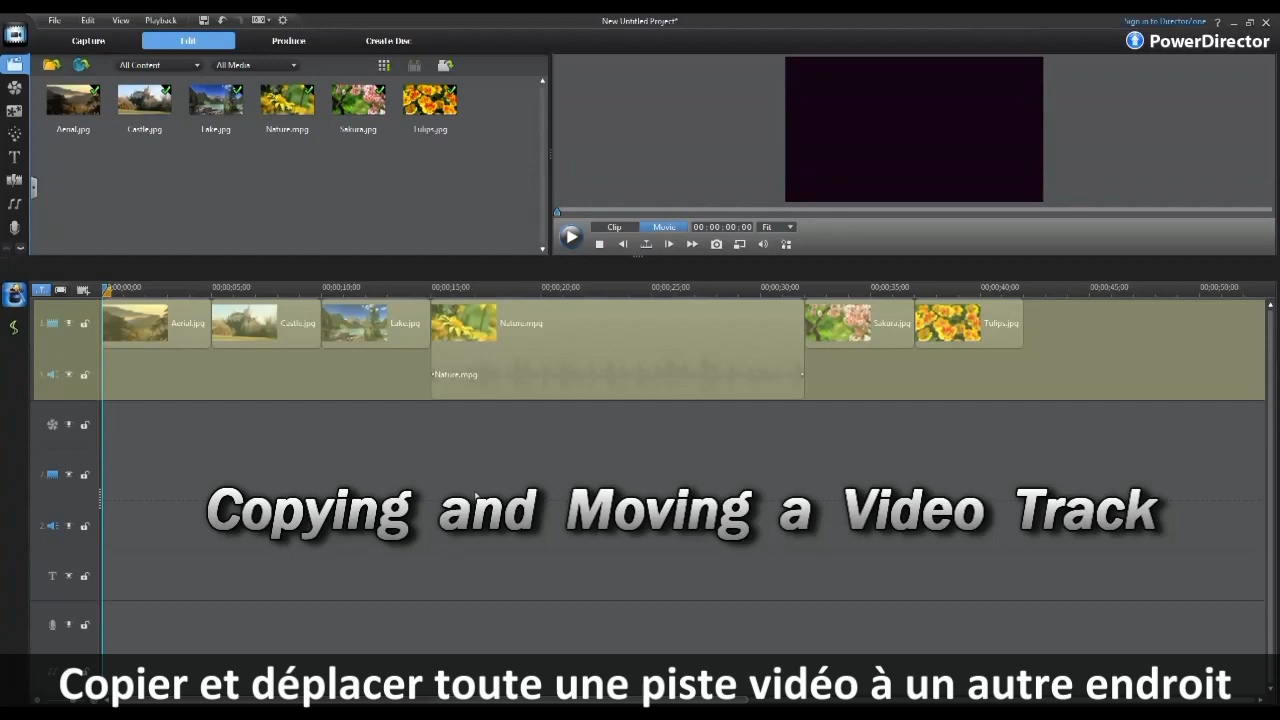 File Edit View Playback
New Untitled Project*
Sign in to DirectorZone
Capture Edit Produce Create Disc
PowerDirector
All Content All Media
Aerial.jpg Castle.jpg Lake.jpg Nature.mpg Sakura.jpg Tulips.jpg
Clip Movie 00:00:00:00 Fit
00;00;00;00 00;00;05;00 00;00;10;00 00;00;15;00 00;00;20;00 00;00;25;00 00;00;30;00 00;00;35;00 00;00;40;00 00;00;45;00 00;00;50;00
1. Aerial.jpg Castle.jpg Lake.jpg Nature.mpg Sakura.jpg Tulips.jpg
1. Nature.mpg
2.
Copying and Moving a Video Track
2.
Copier et déplacer toute une piste vidéo à un autre endroit